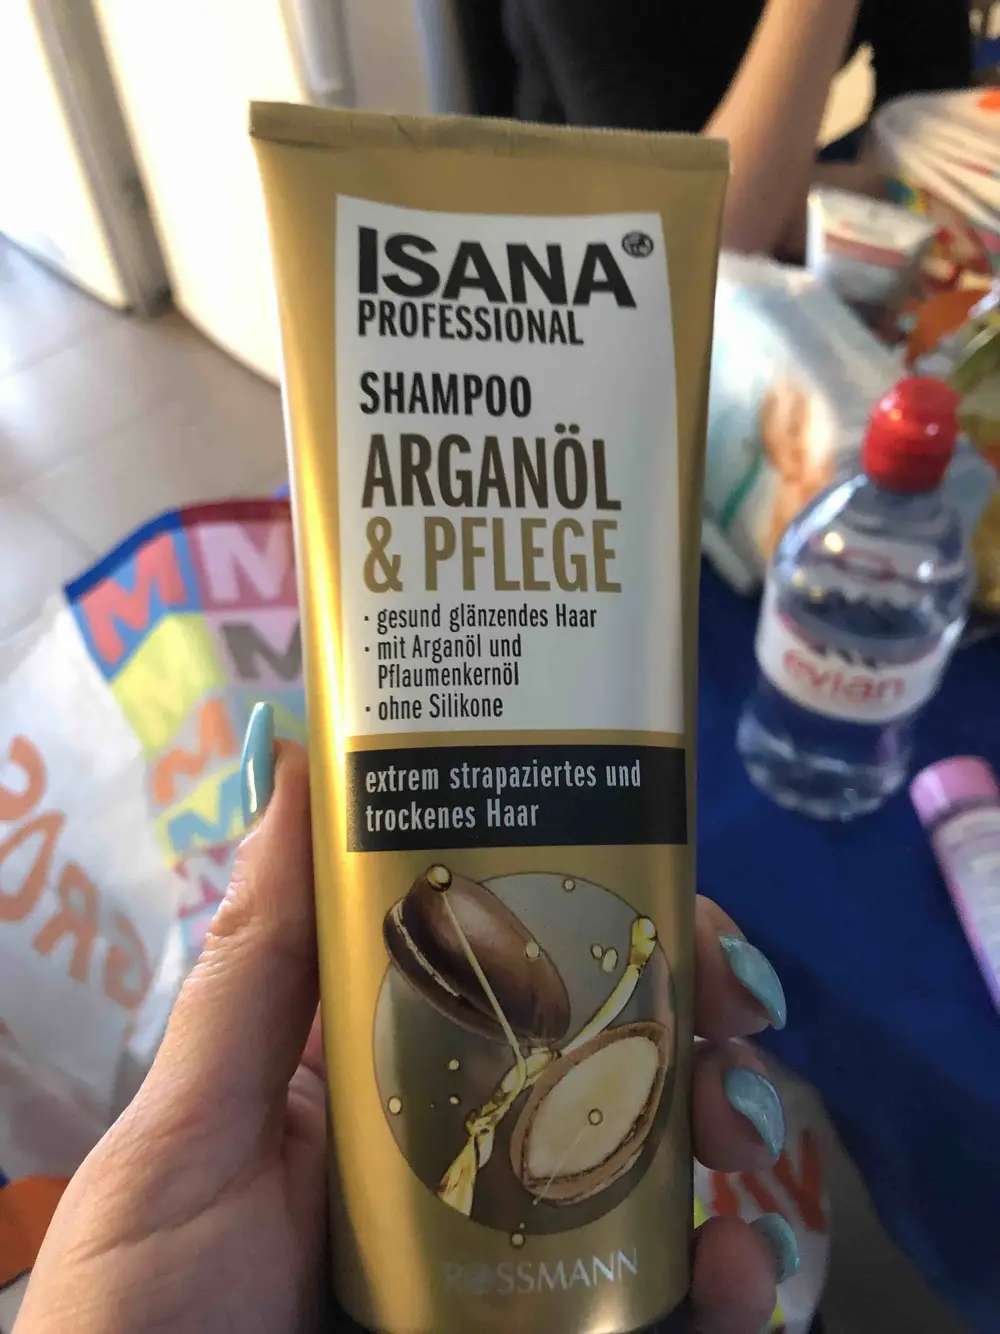 ISANA
PROFESSIONAL
SHAMPOO
ARGANÖL
& PFLEGE
· gesund glänzendes Haar
· mit Arganöl und
Pflaumenkernöl
· ohne Silikone
extrem strapaziertes und
trockenes Haar
ROSSMANN
evian
M M
M
M
M
M